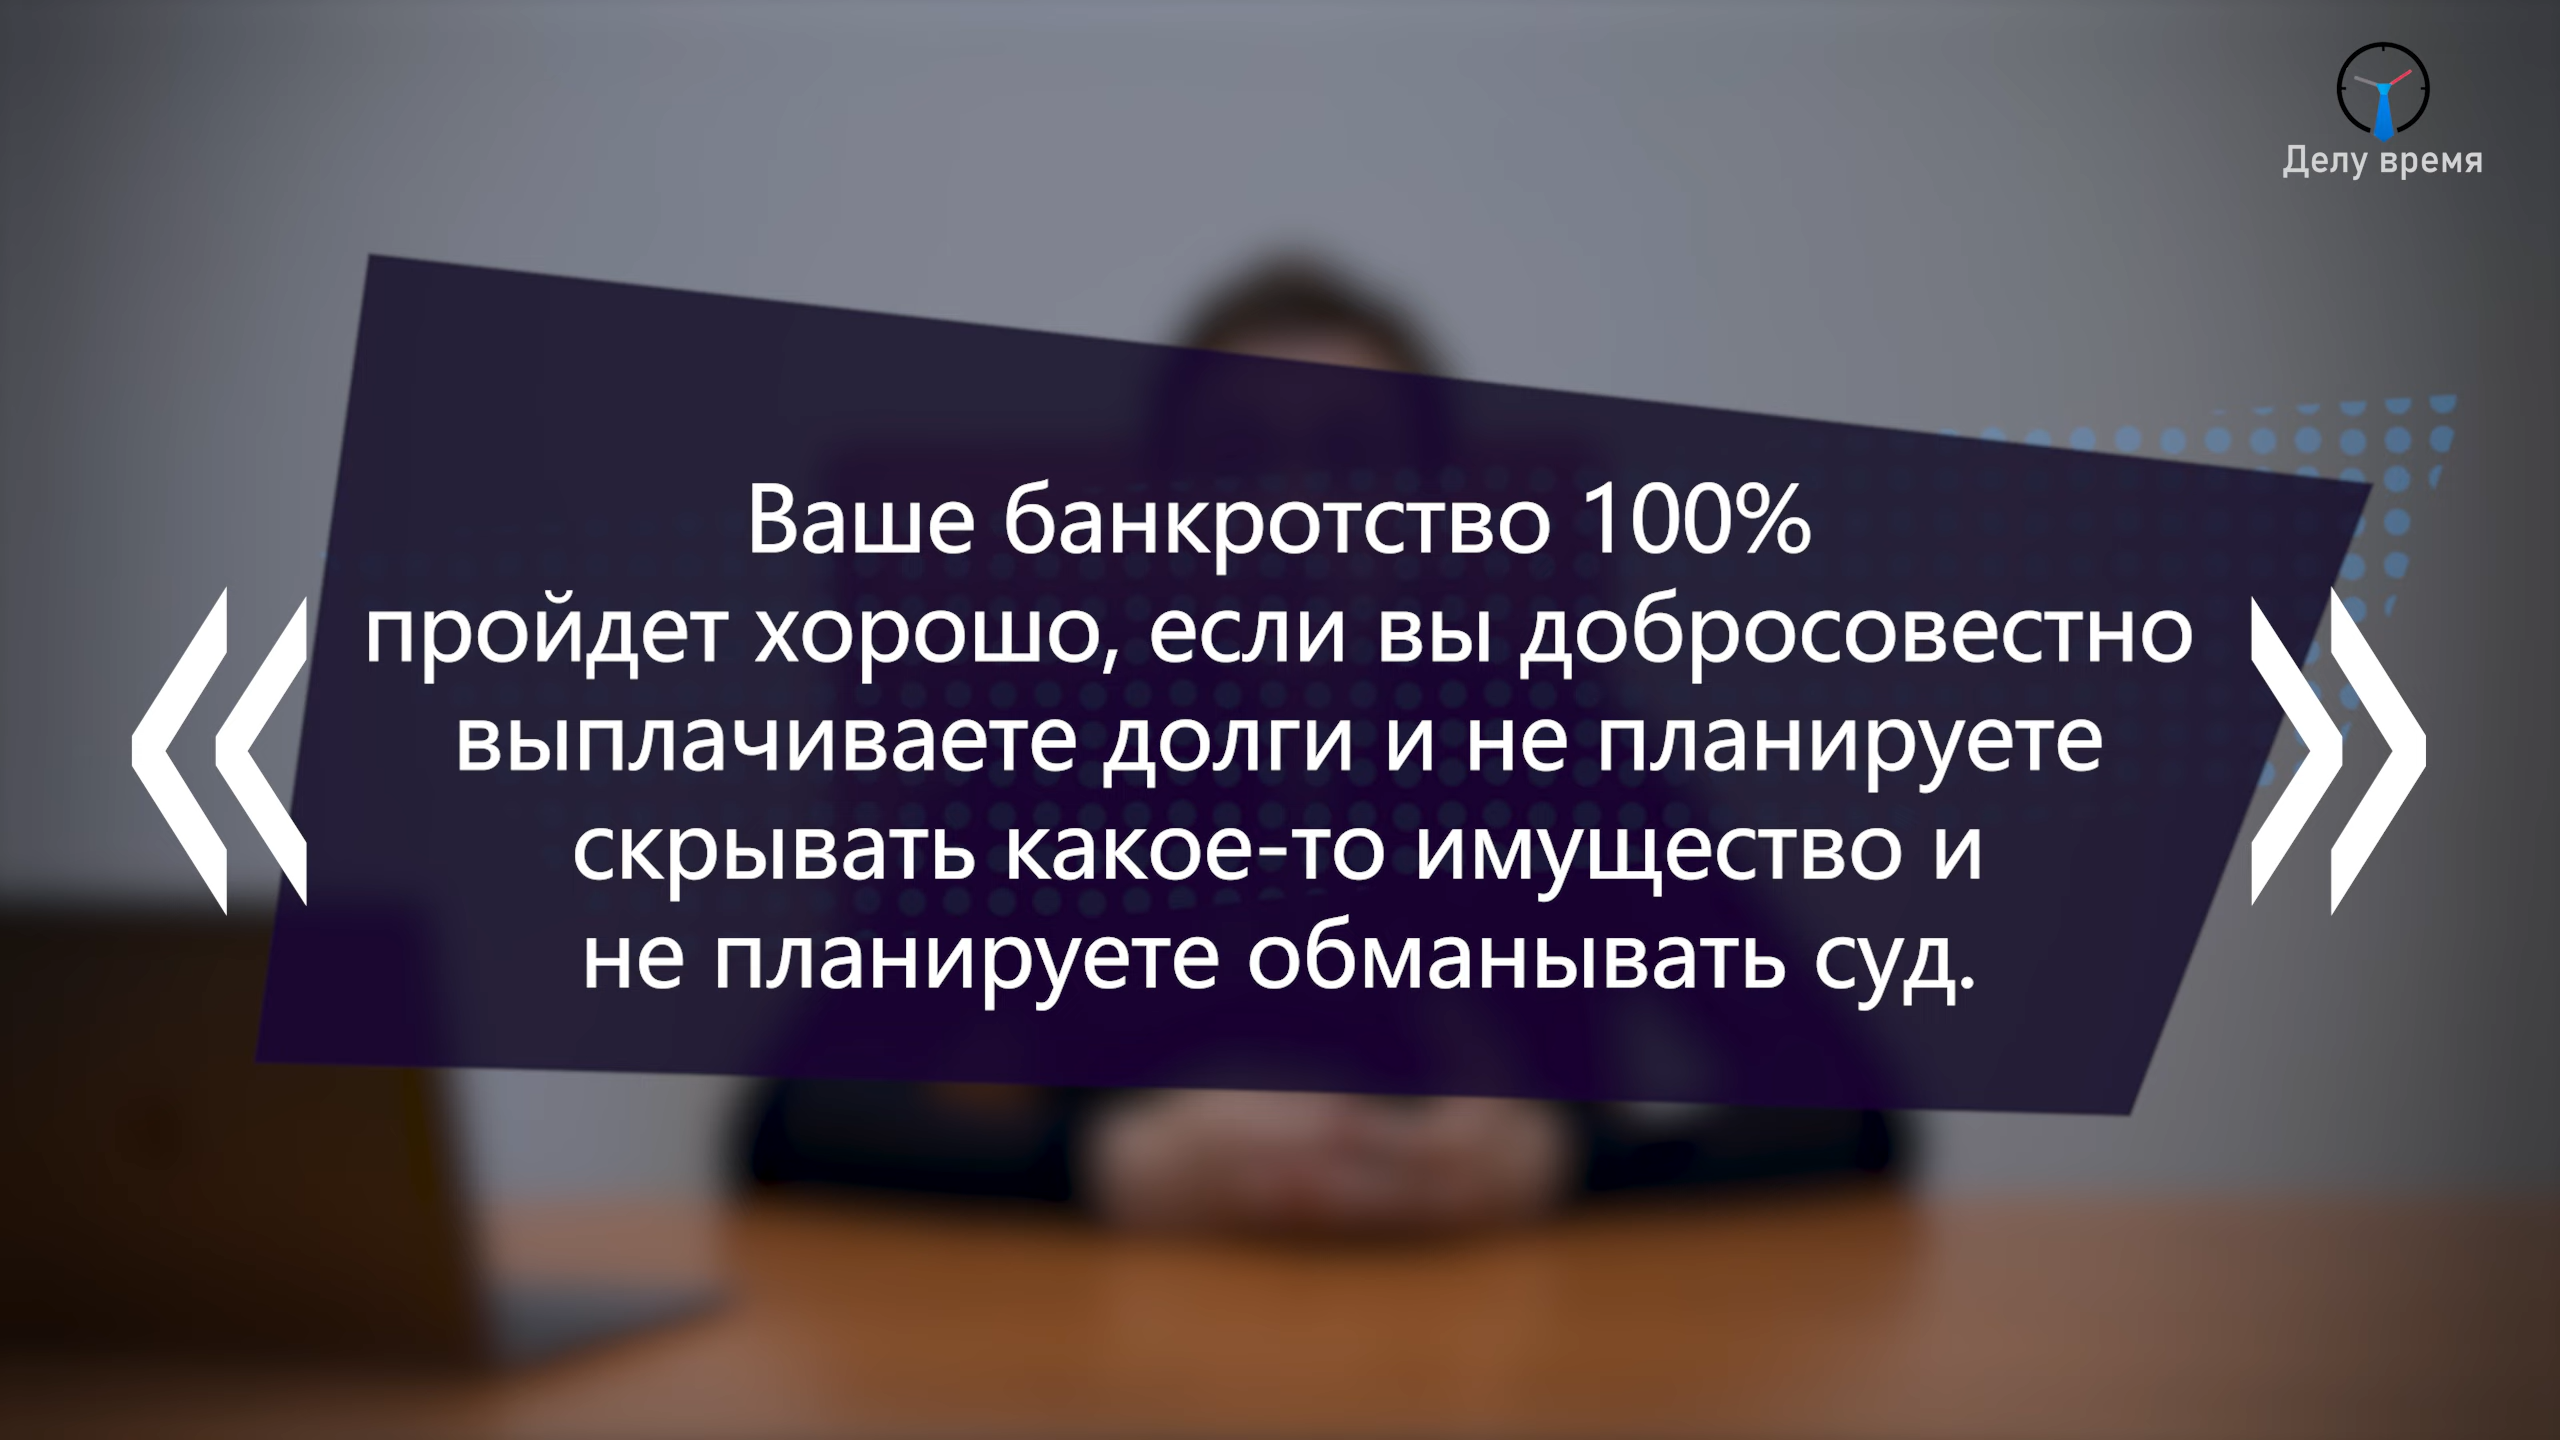 Делу время
Ваше банкротство 100%
пройдет хорошо, если вы добросовестно
выплачиваете долги и не планируете
скрывать какое-то имущество и
не планируете обманывать суд.